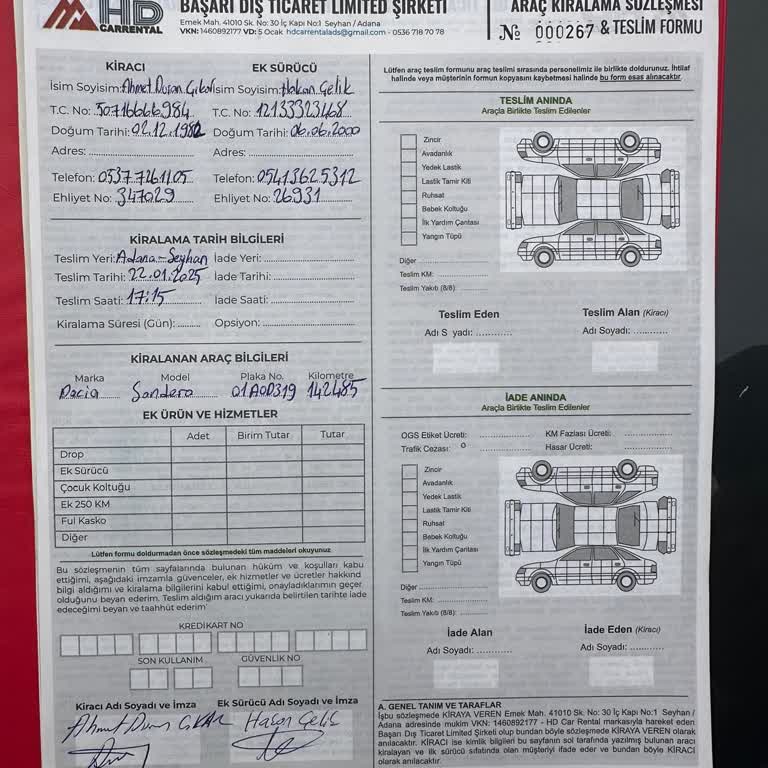 HD
CARRENTAL
BAŞARI DIŞ TİCARET LİMİTED ŞİRKETİ
Emek Mah. 41010 Sk. No: 30 İç Kapı No:1 Seyhan / Adana
VKN: 1460892177 VD: 5 Ocak hdcarrentalads@gmail.com - 0536 718 70 78
ARAÇ KİRALAMA SÖZLEŞMESİ
№ 000267 & TESLİM FORMU
KİRACI
İsim Soyisim: Ahmet Duran Çıkar
T.C. No: 50716666984
Doğum Tarihi: 02.12.1982
Adres:
Telefon: 05377261105
Ehliyet No: 347029
EK SÜRÜCÜ
İsim Soyisim: Hakan Çelik
T.C. No: 12133323468
Doğum Tarihi: 06.06.2000
Adres:
Telefon: 05413625312
Ehliyet No: 26931
KİRALAMA TARİH BİLGİLERİ
Teslim Yeri: Adana-Seyhan İade Yeri:
Teslim Tarihi: 22.01.2025 İade Tarihi:
Teslim Saati: 17:15 İade Saati:
Kiralama Süresi (Gün): Opsiyon:
KİRALANAN ARAÇ BİLGİLERİ
Marka Model Plaka No. Kilometre
Dacia Sandero 01AOD319 142485
EK ÜRÜN VE HİZMETLER
Adet Birim Tutar Tutar
Drop
Ek Sürücü
Çocuk Koltuğu
Ek 250 KM
Ful Kasko
Diğer
Lütfen formu doldurmadan önce sözleşmedeki tüm maddeleri okuyunuz
Bu sözleşmenin tüm sayfalarında bulunan hüküm ve koşulları kabu
ettiğimi, aşağıdaki imzamla güvenceler, ek hizmetler ve ücretler hakkınd
bilgi aldığımı ve kiralama bilgilerini kabul ettiğimi, onayladıklarımın geçer
olduğunu beyan ederim. Teslim aldığım aracı yukarıda belirtilen tarihte iade
edeceğimi beyan ve taahhüt ederim
KREDİKART NO
SON KULLANIM GÜVENLİK NO
Kiracı Adı Soyadı ve İmza Ek Sürücü Adı Soyadı ve İmza
Ahmet Duran ÇIKAR Hakan Çelik
Lütfen araç teslim formunu araç teslimi sırasında personelimiz ile birlikte doldurunuz. İhtilaf
halinde veya müşterinin formun kopyasını kaybetmesi halinde bu form esas alınacaktır.
TESLİM ANINDA
Araçla Birlikte Teslim Edilenler
Zincir
Avadanlık
Yedek Lastik
Lastik Tamir Kiti
Ruhsat
Bebek Koltuğu
İlk Yardım Çantası
Yangın Tüpü
Diğer
Teslim KM:
Teslim Yakıtı (8/8):
Teslim Eden Teslim Alan (Kiracı)
Adı S yadı: Adı Soyadı:
İADE ANINDA
Araçla Birlikte Teslim Edilenler
OGS Etiket Ücreti: KM Fazlası Ücreti:
Trafik Cezası: Hasar Ücreti:
Zincir
Avadanlık
Yedek Lastik
Lastik Tamir Kiti
Ruhsat
Bebek Koltuğu
İlk Yardım Çantası
Yangın Tüpü
Diğer
Teslim KM:
Teslim Yakıtı (8/8):
İade Alan İade Eden (Kiracı)
Adı Soyadı: Adı Soyadı:
A. GENEL TANIM VE TARAFLAR
İşbu sözleşmede KİRAYA VEREN Emek Mah. 41010 Sk. No: 30 İç Kapı No:1 Seyhan /
Adana adresinde mukim VKN: 1460892177 - HD Car Rental markasıyla hareket eden
Başarı Dış Ticaret Limited Şirketi olup bundan böyle sözleşmede KİRAYA VEREN olarak
anılacaktır. KİRACI ise kimlik bilgileri bu sayfanın sol tarafında yazılmış bulunan aracı
kiralayan ve ilk sürücü sıfatında olan müşteriyi ifade eder ve bundan böyle KİRACI
olarak anılacaktır.